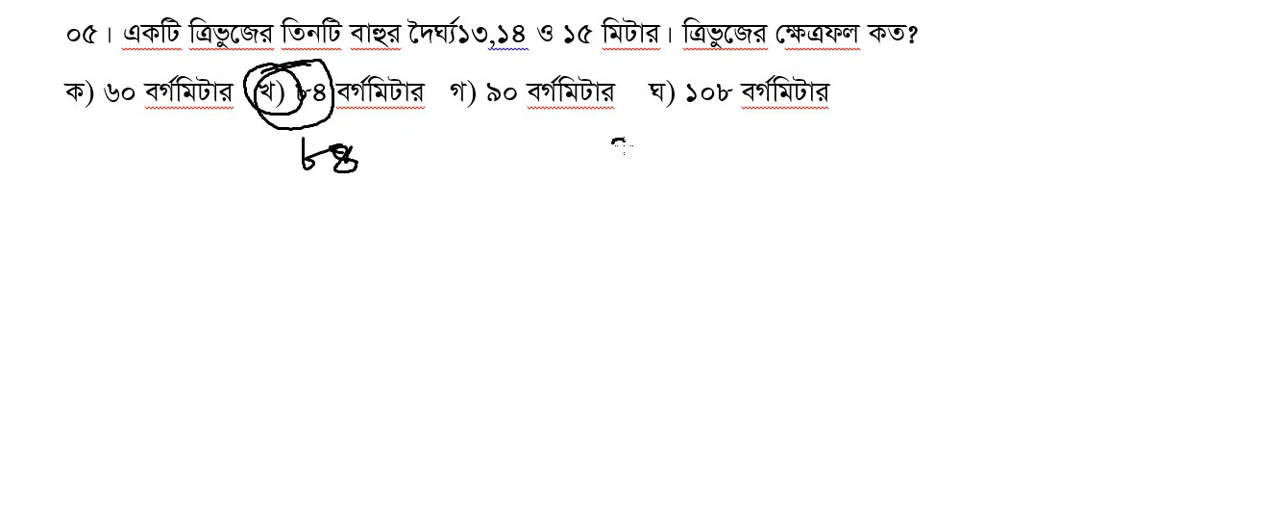 ০৫। একটি ত্রিভুজের তিনটি বাহুর দৈর্ঘ্য১৩,১৪ ও ১৫ মিটার। ত্রিভুজের ক্ষেত্রফল কত?
ক) ৬০ বর্গমিটার খ) ৮৪ বর্গমিটার গ) ৯০ বর্গমিটার ঘ) ১০৮ বর্গমিটার
৮৪